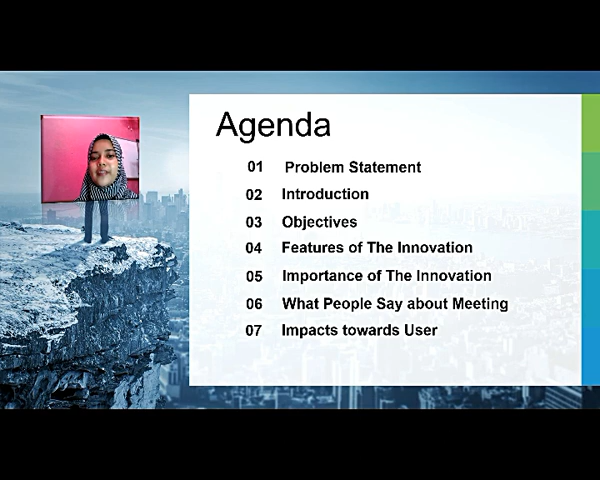 Agenda
01 Problem Statement
02 Introduction
03 Objectives
04 Features of The Innovation
05 Importance of The Innovation
06 What People Say about Meeting
07 Impacts towards User